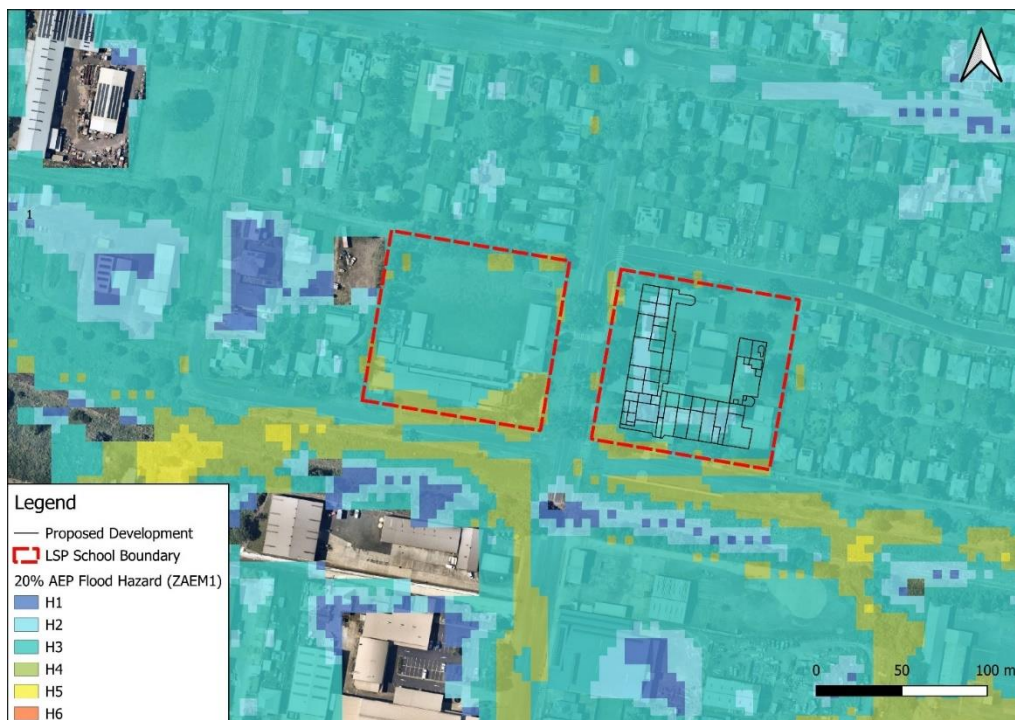 1
Legend
Proposed Development
LSP School Boundary
20% AEP Flood Hazard (ZAEM1)
H1
H2
H3
H4
H5
H6
0 50 100 m